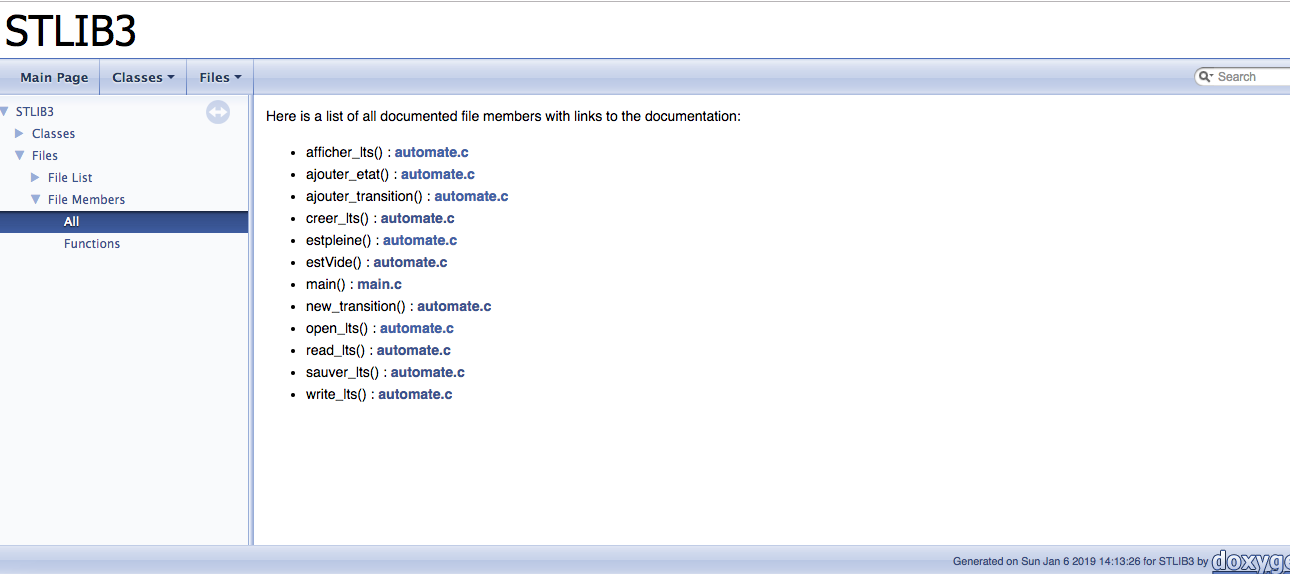 STLIB3
Main Page Classes Files Search
STLIB3
Classes
Files
File List
File Members
All
Functions
Here is a list of all documented file members with links to the documentation:
afficher_lts() : automate.c
ajouter_etat() : automate.c
ajouter_transition() : automate.c
creer_lts() : automate.c
estpleine() : automate.c
estVide() : automate.c
main() : main.c
new_transition() : automate.c
open_lts() : automate.c
read_lts() : automate.c
sauver_lts() : automate.c
write_lts() : automate.c
Generated on Sun Jan 6 2019 14:13:26 for STLIB3 by doxyge